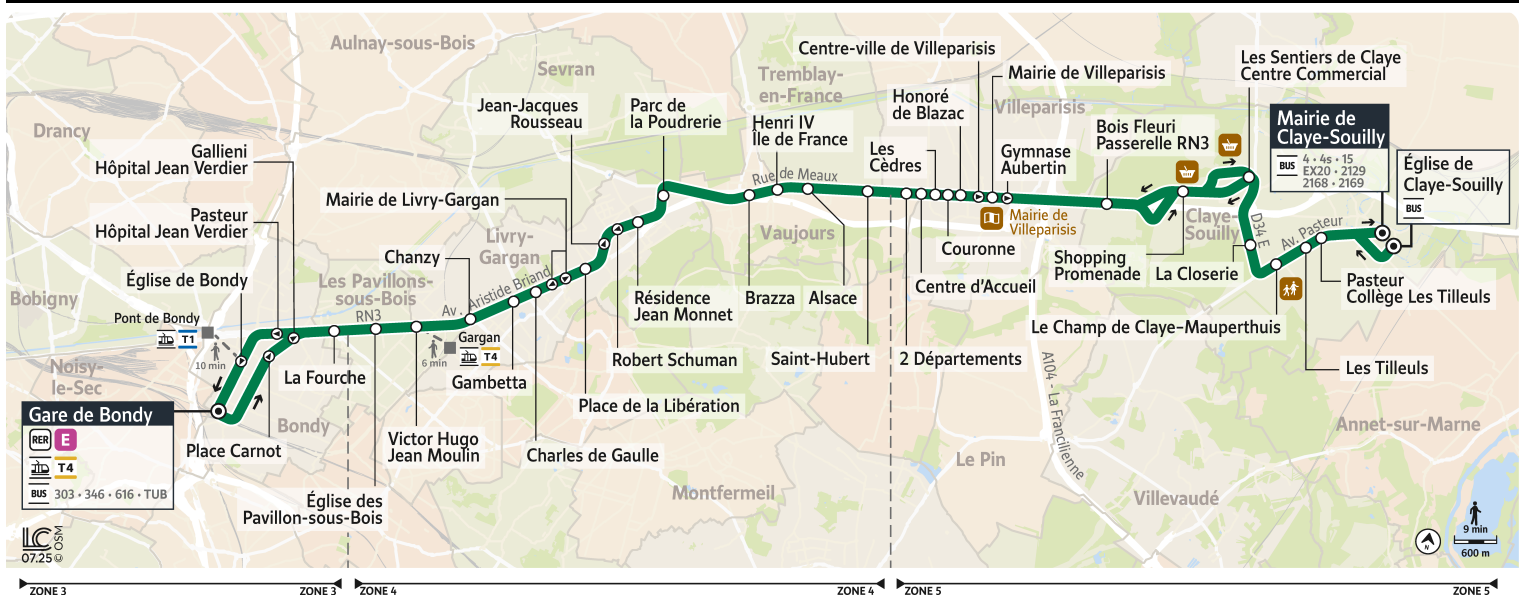 Aulnay-sous-Bois
Sevran
Tremblay-
en-France
Villeparisis
Drancy
Bobigny
Noisy-
le-Sec
Bondy
Les Pavillons-
sous-Bois
Livry-
Gargan
Vaujours
Montfermeil
Le Pin
Villevaudé
Annet-sur-Marne
Claye-
Souilly
Gare de Bondy
RER E
T4
BUS 303 • 346 • 616 • TUB
Pont de Bondy
T1
10 min
Église de Bondy
Pasteur
Hôpital Jean Verdier
Gallieni
Hôpital Jean Verdier
Place Carnot
La Fourche
Église des
Pavillon-sous-Bois
RN3
Victor Hugo
Jean Moulin
Chanzy
Gargan
T4
6 min
Av. Aristide Briand
Gambetta
Charles de Gaulle
Mairie de Livry-Gargan
Place de la Libération
Jean-Jacques
Rousseau
Robert Schuman
Résidence
Jean Monnet
Parc de
la Poudrerie
Brazza
Henri IV
Île de France
Rue de Meaux
Alsace
Saint-Hubert
2 Départements
Centre d'Accueil
Les
Cèdres
Couronne
Honoré
de Blazac
Centre-ville de Villeparisis
Mairie de Villeparisis
Mairie de
Villeparisis
Gymnase
Aubertin
Bois Fleuri
Passerelle RN3
Shopping
Promenade
Les Sentiers de Claye
Centre Commercial
La Closerie
D34 E
Le Champ de Claye–Mauperthuis
Les Tilleuls
Av. Pasteur
Pasteur
Collège Les Tilleuls
Mairie de
Claye-Souilly
BUS
4 • 4s • 15
EX20 • 2129
2168 • 2169
Église de
Claye-Souilly
BUS
A104 - La Francilienne
LC
07.25 © OSM
N
9 min
600 m
ZONE 3
ZONE 3
ZONE 4
ZONE 4
ZONE 5
ZONE 5